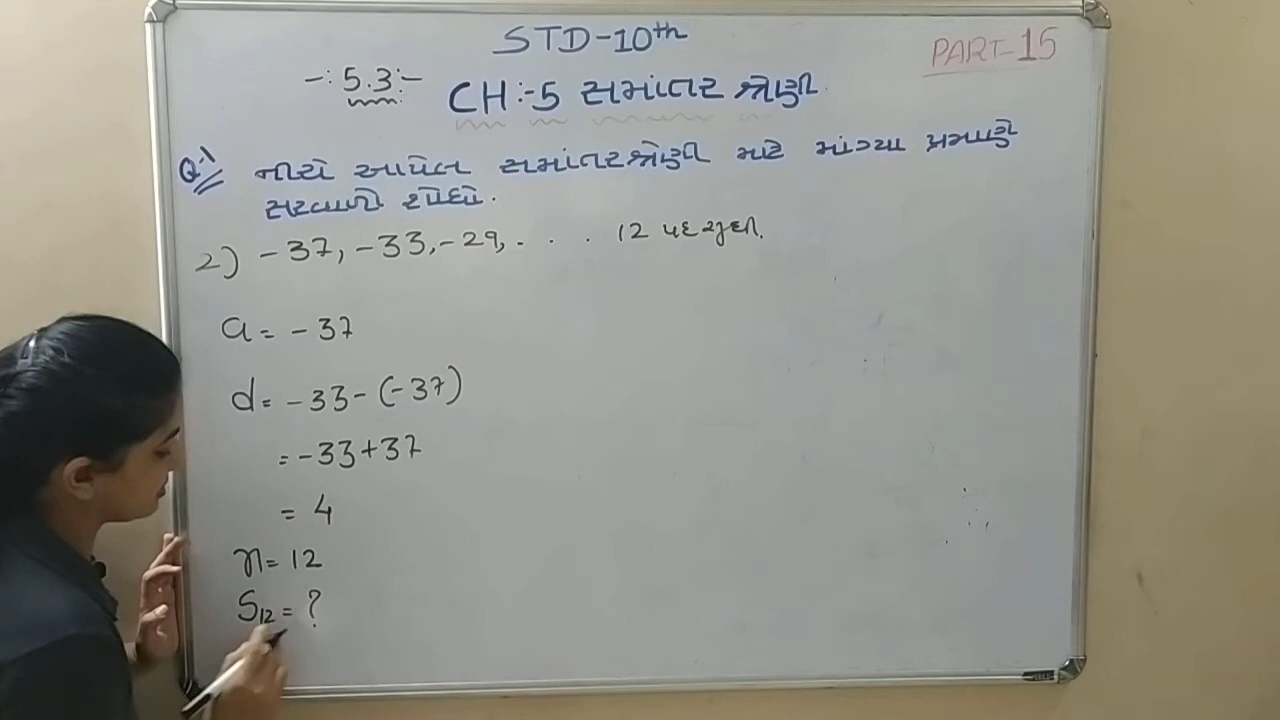 STD-10th
PART-15
-: 5.3 :-
CH:-5 સમાંતર શ્રેણી
Q-1 નીચે આપેલ સમાંતરશ્રેણી માટે માંગ્યા પ્રમાણે
સરવાળો શોધો.
2) -37, -33, -29, . . . 12 પદ સુધી.
a = -37
d = -33 - (-37)
= -33 + 37
= 4
n = 12
S12 = ?